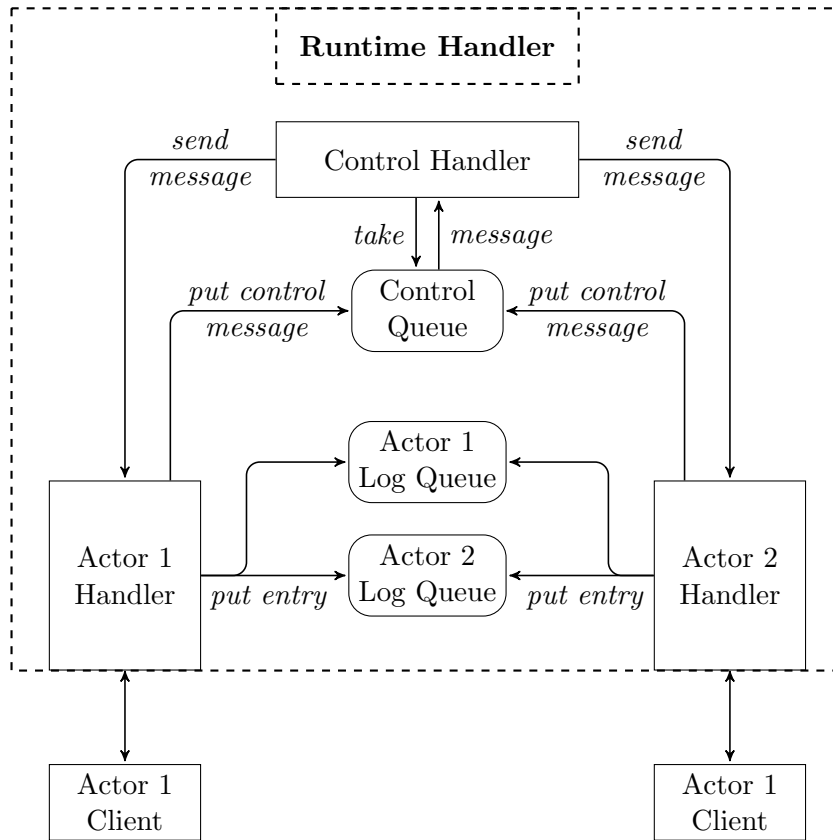 Runtime Handler
send
message
Control Handler
send
message
take
message
put control
message
Control
Queue
put control
message
Actor 1
Log Queue
Actor 1
Handler
Actor 2
Log Queue
Actor 2
Handler
put entry
put entry
Actor 1
Client
Actor 1
Client